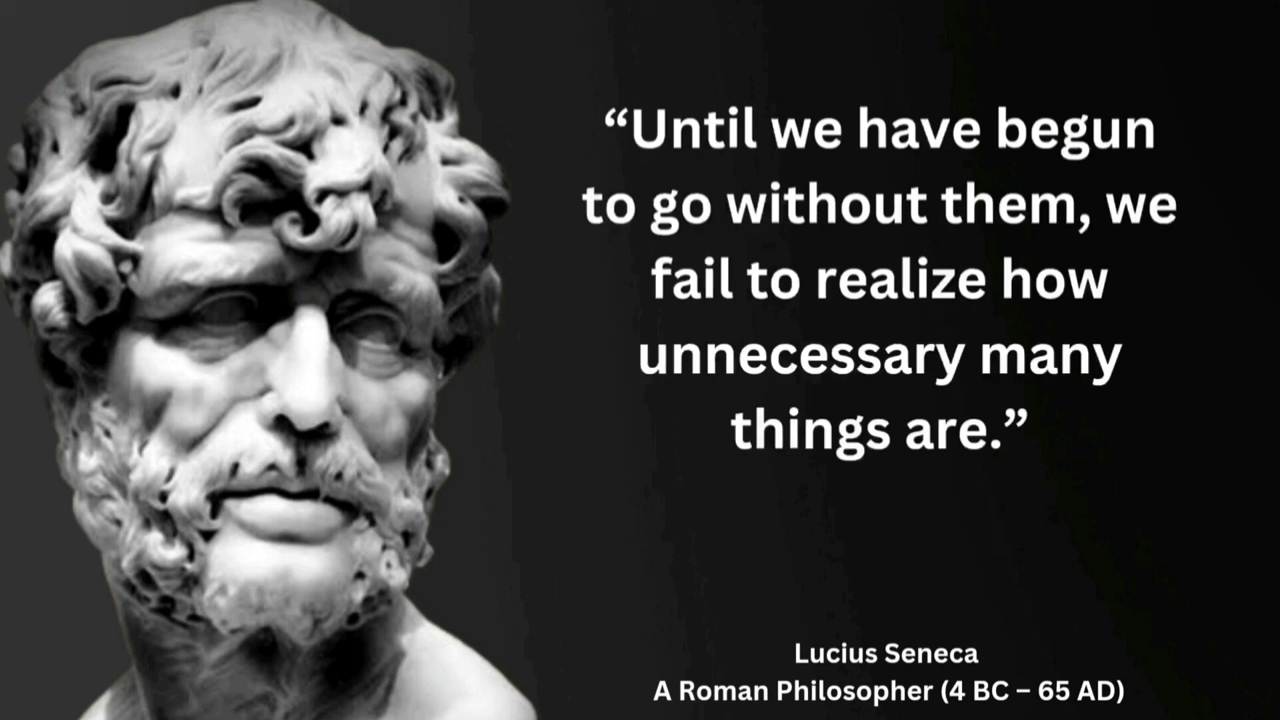 “Until we have begun
to go without them, we
fail to realize how
unnecessary many
things are.”
Lucius Seneca
A Roman Philosopher (4 BC – 65 AD)